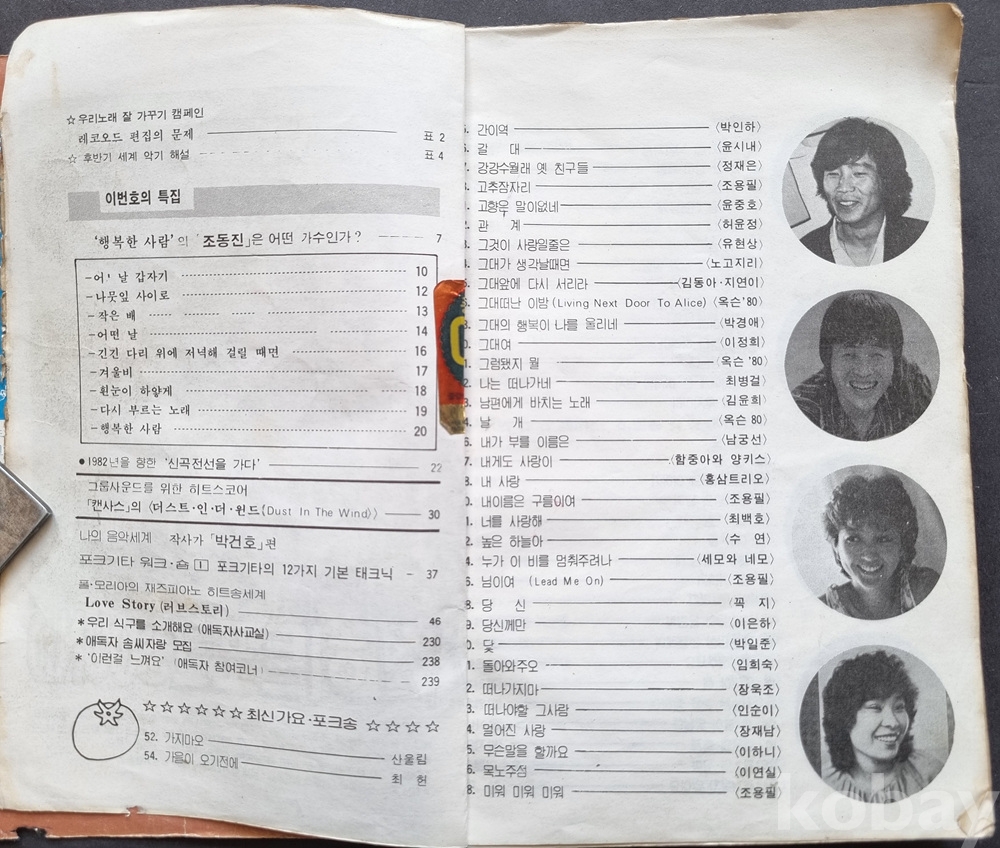 ☆우리노래 잘 가꾸기 캠페인
레코오드 편집의 문제 표 2
☆ 후반기 세계 악기 해설 표 4
이번호의 특집
'행복한 사람'의 「조동진」은 어떤 가수인가? 7
-어느 날 갑자기 10
-나뭇잎 사이로 12
-작은 배 13
-어떤 날 14
-긴긴 다리 위에 저녁해 걸릴 때면 16
-겨울비 17
-흰눈이 하얗게 18
-다시 부르는 노래 19
-행복한 사람 20
●1982년을 향한 '신곡전선을 가다' 22
그룹사운드를 위한 히트스코어
「캔사스」의 〈더스트·인·더·윈드(Dust In The Wind)〉 30
나의 음악세계 작사가 「박건호」편
포크기타 워크·숍 Ⅰ 포크기타의 12가지 기본 태크닉 - 37
폴·모리아의 재즈피아노 히트송세계
Love Story (러브스토리) 46
*우리 식구를 소개해요 (애독자사교실) 230
*애독자 솜씨자랑 모집 238
*'이런걸 느껴요' (애독자 참여코너) 239
☆☆☆☆☆☆최신가요·포크송 ☆☆☆☆
52. 가지마오 산울림
54. 가을이 오기전에 최 헌
간이역 〈박인하〉
갈 대 〈윤시내〉
강강수월래 옛 친구들 〈정재은〉
고추잠자리 〈조용필〉
고향은 말이없네 〈윤중호〉
관 계 〈허윤정〉
그것이 사랑일줄은 〈유현상〉
그대가 생각날때면 〈노고지리〉
그대앞에 다시 서리라 〈김동아·지연이〉
그대떠난 이밤 (Living Next Door To Alice) 〈옥슨'80〉
그대의 행복이 나를 울리네 〈박경애〉
그대여 〈이정희〉
그럼됐지 뭘 〈옥슨 '80〉
나는 떠나가네 최병걸〉
남편에게 바치는 노래 〈김윤희〉
날 개 〈옥슨 80〉
내가 부를 이름은 〈남궁선〉
내게도 사랑이 〈함중아와 양키스〉
내 사랑 〈홍삼트리오〉
내이름은 구름이여 〈조용필〉
너를 사랑해 〈최백호〉
높은 하늘아 〈수 연〉
누가 이 비를 멈춰주려나 〈세모와 네모〉
님이여 (Lead Me On) 〈조용필〉
당 신 〈꼭 지〉
당신께만 〈이은하〉
닻 〈박일준〉
돌아와주오 〈임희숙〉
떠나가지마 〈장욱조〉
떠나야할 그사람 〈인순이〉
멀어진 사랑 〈장재남〉
무슨말을 할까요 〈이하니〉
목노주점 〈이연실〉
미워 미워 미워 〈조용필〉
kobay